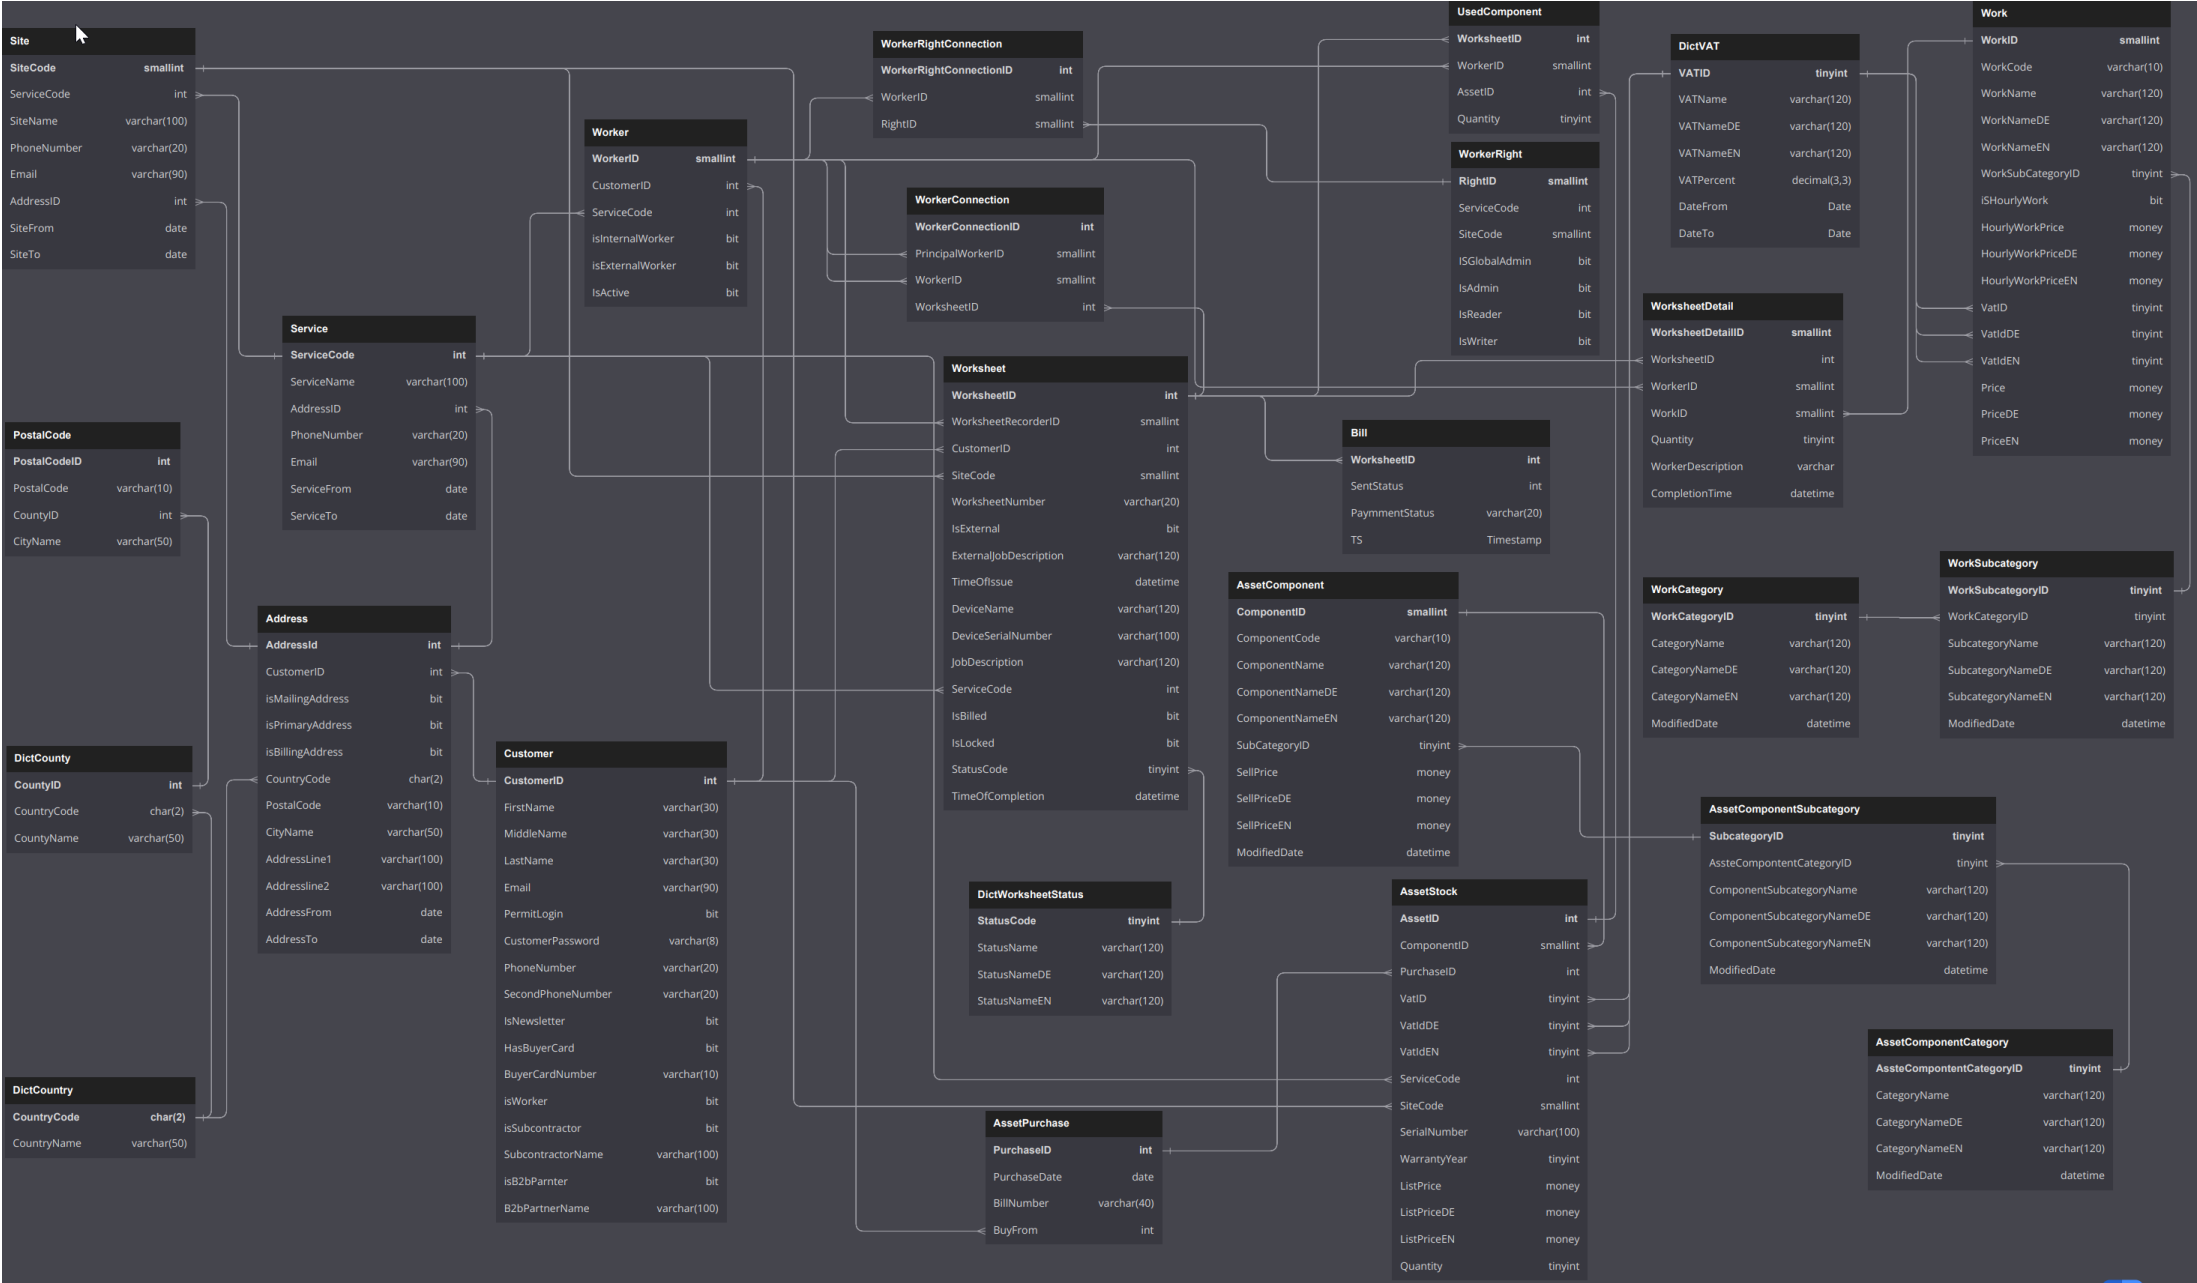 Site
SiteCode smallint
ServiceCode int
SiteName varchar(100)
PhoneNumber varchar(20)
Email varchar(90)
AddressID int
SiteFrom date
SiteTo date
Service
ServiceCode int
ServiceName varchar(100)
AddressID int
PhoneNumber varchar(20)
Email varchar(90)
ServiceFrom date
ServiceTo date
PostalCode
PostalCodeID int
PostalCode varchar(10)
CountyID int
CityName varchar(50)
Address
AddressId int
CustomerID int
isMailingAddress bit
isPrimaryAddress bit
isBillingAddress bit
CountryCode char(2)
PostalCode varchar(10)
CityName varchar(50)
AddressLine1 varchar(100)
Addressline2 varchar(100)
AddressFrom date
AddressTo date
DictCounty
CountyID int
CountryCode char(2)
CountyName varchar(50)
DictCountry
CountryCode char(2)
CountryName varchar(50)
Worker
WorkerID smallint
CustomerID int
ServiceCode int
isInternalWorker bit
isExternalWorker bit
IsActive bit
Customer
CustomerID int
FirstName varchar(30)
MiddleName varchar(30)
LastName varchar(30)
Email varchar(90)
PermitLogin bit
CustomerPassword varchar(8)
PhoneNumber varchar(20)
SecondPhoneNumber varchar(20)
IsNewsletter bit
HasBuyerCard bit
BuyerCardNumber varchar(10)
isWorker bit
isSubcontractor bit
SubcontractorName varchar(100)
isB2bParnter bit
B2bPartnerName varchar(100)
WorkerRightConnection
WorkerRightConnectionID int
WorkerID smallint
RightID smallint
WorkerConnection
WorkerConnectionID int
PrincipalWorkerID smallint
WorkerID smallint
WorksheetID int
Worksheet
WorksheetID int
WorksheetRecorderID smallint
CustomerID int
SiteCode smallint
WorksheetNumber varchar(20)
IsExternal bit
ExternalJobDescription varchar(120)
TimeOfIssue datetime
DeviceName varchar(120)
DeviceSerialNumber varchar(100)
JobDescription varchar(120)
ServiceCode int
IsBilled bit
IsLocked bit
StatusCode tinyint
TimeOfCompletion datetime
DictWorksheetStatus
StatusCode tinyint
StatusName varchar(120)
StatusNameDE varchar(120)
StatusNameEN varchar(120)
AssetPurchase
PurchaseID int
PurchaseDate date
BillNumber varchar(40)
BuyFrom int
UsedComponent
WorksheetID int
WorkerID smallint
AssetID int
Quantity tinyint
WorkerRight
RightID smallint
ServiceCode int
SiteCode smallint
ISGlobalAdmin bit
IsAdmin bit
IsReader bit
IsWriter bit
Bill
WorksheetID int
SentStatus int
PaymmentStatus varchar(20)
TS Timestamp
AssetComponent
ComponentID smallint
ComponentCode varchar(10)
ComponentName varchar(120)
ComponentNameDE varchar(120)
ComponentNameEN varchar(120)
SubCategoryID tinyint
SellPrice money
SellPriceDE money
SellPriceEN money
ModifiedDate datetime
AssetStock
AssetID int
ComponentID smallint
PurchaseID int
VatID tinyint
VatIdDE tinyint
VatIdEN tinyint
ServiceCode int
SiteCode smallint
SerialNumber varchar(100)
WarrantyYear tinyint
ListPrice money
ListPriceDE money
ListPriceEN money
Quantity tinyint
DictVAT
VATID tinyint
VATName varchar(120)
VATNameDE varchar(120)
VATNameEN varchar(120)
VATPercent decimal(3,3)
DateFrom Date
DateTo Date
WorksheetDetail
WorksheetDetailID smallint
WorksheetID int
WorkerID smallint
WorkID smallint
Quantity tinyint
WorkerDescription varchar
CompletionTime datetime
Work
WorkID smallint
WorkCode varchar(10)
WorkName varchar(120)
WorkNameDE varchar(120)
WorkNameEN varchar(120)
WorkSubCategoryID tinyint
iSHourlyWork bit
HourlyWorkPrice money
HourlyWorkPriceDE money
HourlyWorkPriceEN money
VatID tinyint
VatIdDE tinyint
VatIdEN tinyint
Price money
PriceDE money
PriceEN money
WorkCategory
WorkCategoryID tinyint
CategoryName varchar(120)
CategoryNameDE varchar(120)
CategoryNameEN varchar(120)
ModifiedDate datetime
WorkSubcategory
WorkSubcategoryID tinyint
WorkCategoryID tinyint
SubcategoryName varchar(120)
SubcategoryNameDE varchar(120)
SubcategoryNameEN varchar(120)
ModifiedDate datetime
AssetComponentSubcategory
SubcategoryID tinyint
AssteCompontentCategoryID tinyint
ComponentSubcategoryName varchar(120)
ComponentSubcategoryNameDE varchar(120)
ComponentSubcategoryNameEN varchar(120)
ModifiedDate datetime
AssetComponentCategory
AssteCompontentCategoryID tinyint
CategoryName varchar(120)
CategoryNameDE varchar(120)
CategoryNameEN varchar(120)
ModifiedDate datetime